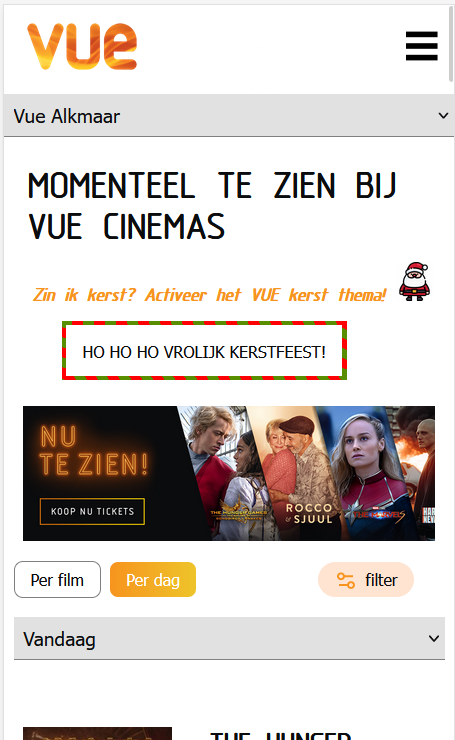 vue
Vue Alkmaar
MOMENTEEL TE ZIEN BIJ
VUE CINEMAS
Zin ik kerst? Activeer het VUE kerst thema!
HO HO HO VROLIJK KERSTFEEST!
NU
TE ZIEN!
KOOP NU TICKETS
THE HUNGER GAMES
ROCCO
& SJUUL
Per film
Per dag
filter
Vandaag
THE HUNGER